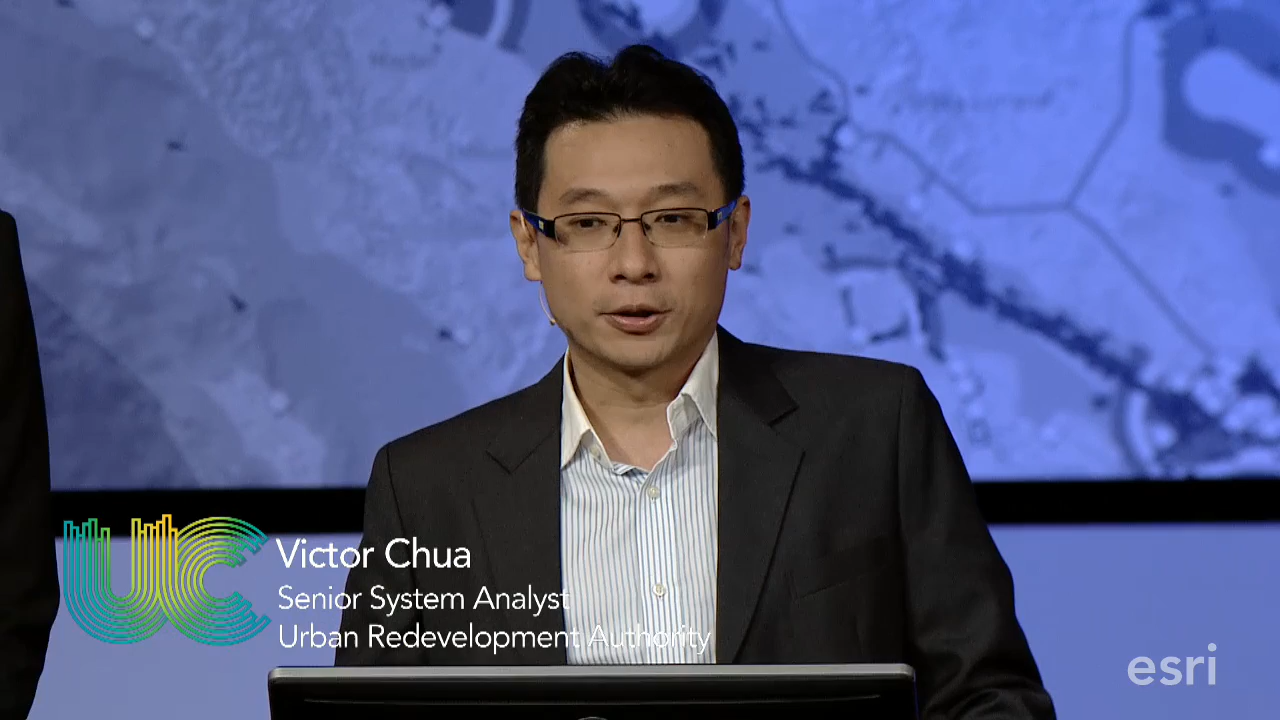 UC
Victor Chua
Senior System Analyst
Urban Redevelopment Authority
esri